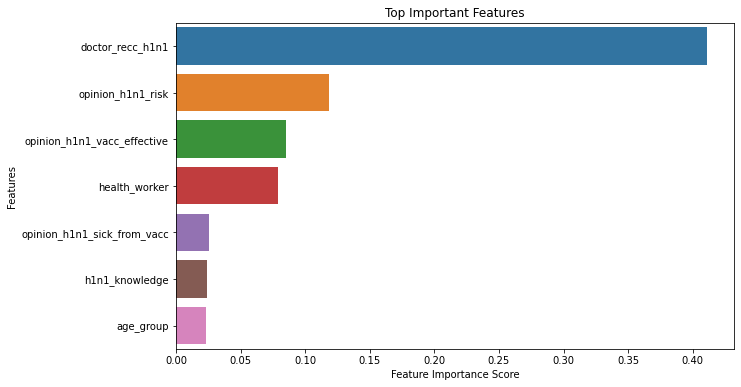 Top Important Features
Features
doctor_recc_h1n1
opinion_h1n1_risk
opinion_h1n1_vacc_effective
health_worker
opinion_h1n1_sick_from_vacc
h1n1_knowledge
age_group
0.00 0.05 0.10 0.15 0.20 0.25 0.30 0.35 0.40
Feature Importance Score